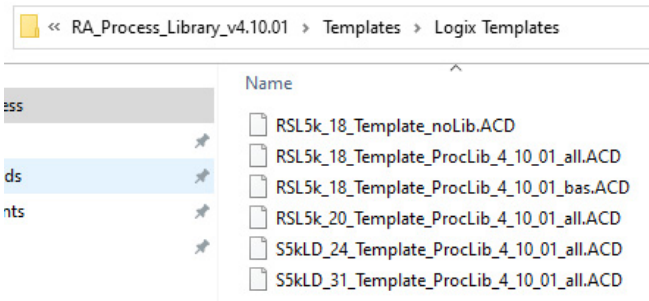 « RA_Process_Library_v4.10.01 > Templates > Logix Templates
Name
ess
RSL5k_18_Template_noLib.ACD
RSL5k_18_Template_ProcLib_4_10_01_all.ACD
ds
RSL5k_18_Template_ProcLib_4_10_01_bas.ACD
nts
RSL5k_20_Template_ProcLib_4_10_01_all.ACD
S5kLD_24_Template_ProcLib_4_10_01_all.ACD
S5kLD_31_Template_ProcLib_4_10_01_all.ACD